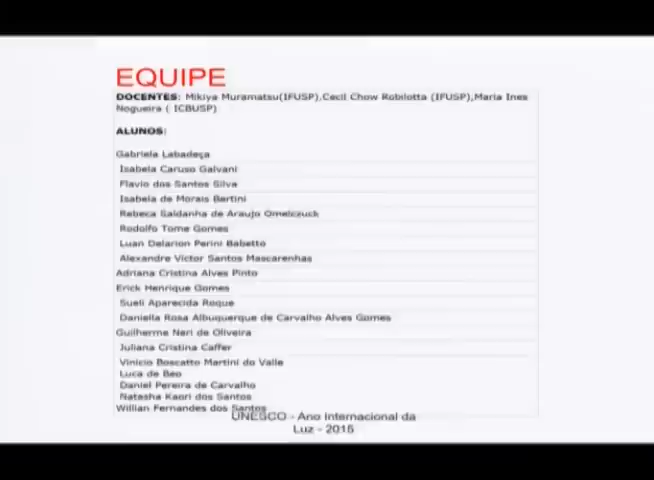 EQUIPE
DOCENTES: Mikiya Muramatsu(IFUSP),Cecil Chow Robilotta (IFUSP),Maria Ines
Nogueira ( ICBUSP)
ALUNOS:
Gabriela Labadeça
Isabela Caruso Galvani
Flavio dos Santos Silva
Isabela de Morais Bertini
Rebeca Saldanha de Araujo Omelczuck
Rodolfo Tome Gomes
Luan Delarion Perini Babetto
Alexandre Victor Santos Mascarenhas
Adriana Cristina Alves Pinto
Erick Henrique Gomes
Sueli Aparecida Roque
Daniella Rosa Albuquerque de Carvalho Alves Gomes
Guilherme Neri de Oliveira
Juliana Cristina Caffer
Vinicio Boscatto Martini do Valle
Luca de Beo
Daniel Pereira de Carvalho
Natasha Kaori dos Santos
Willian Fernandes dos Santos
UNESCO - Ano Internacional da
Luz - 2015